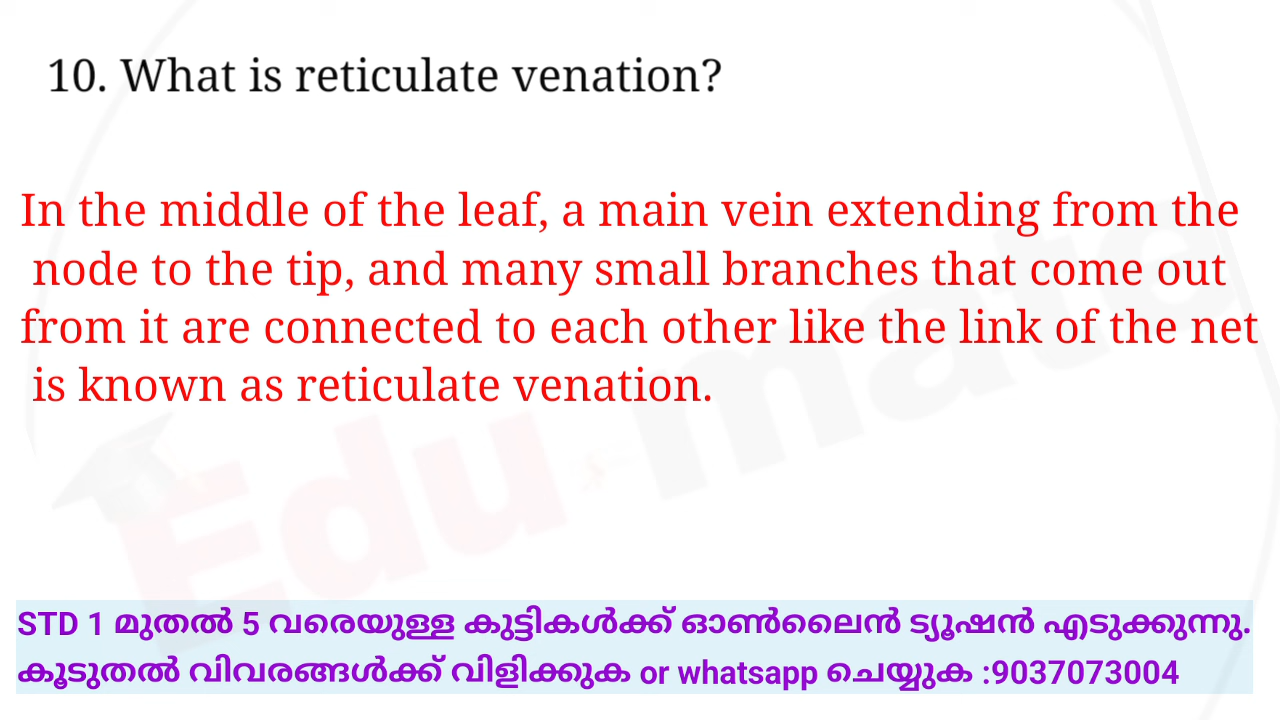 10. What is reticulate venation?
In the middle of the leaf, a main vein extending from the
node to the tip, and many small branches that come out
from it are connected to each other like the link of the net
is known as reticulate venation.
Edu mate
STD 1 മുതൽ 5 വരെയുള്ള കുട്ടികൾക്ക് ഓൺലൈൻ ട്യൂഷൻ എടുക്കുന്നു.
കൂടുതൽ വിവരങ്ങൾക്ക് വിളിക്കുക or whatsapp ചെയ്യുക :9037073004